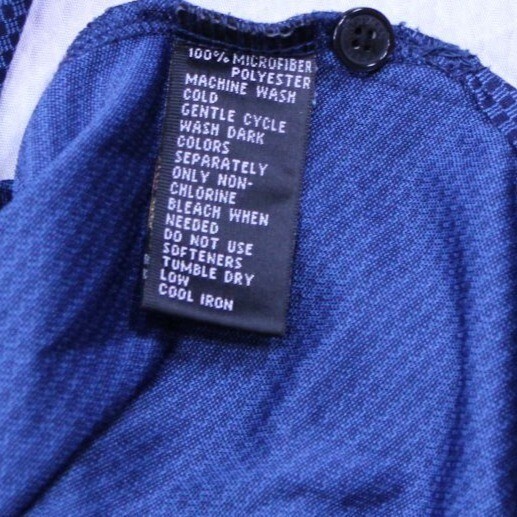 100% MICROFIBER
POLYESTER
MACHINE WASH
COLD
GENTLE CYCLE
WASH DARK
COLORS
SEPARATELY
ONLY NON-
CHLORINE
BLEACH WHEN
NEEDED
DO NOT USE
SOFTENERS
TUMBLE DRY
LOW
COOL IRON